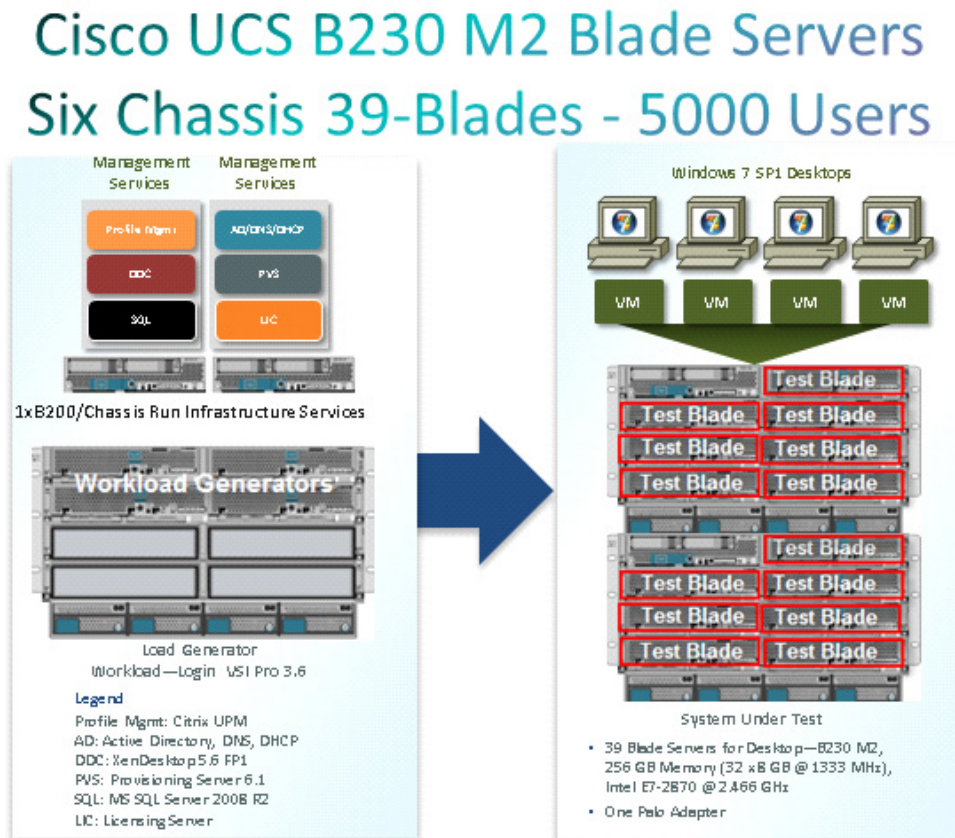 Cisco UCS B230 M2 Blade Servers
Six Chassis 39-Blades - 5000 Users
Management Services
Management Services
Profile Mgmt
AD/DNS/DHCP
DDC
PVS
SQL
LIC
1xB200/Chassis Run Infrastructure Services
Workload Generators
Load Generator
Workload—Login VSI Pro 3.6
Legend
Profile Mgmt: Citrix UPM
AD: Active Directory, DNS, DHCP
DDC: XenDesktop 5.6 FP1
PVS: Provisioning Server 6.1
SQL: MS SQL Server 2008 R2
LIC: Licensing Server
Windows 7 SP1 Desktops
VM
VM
VM
VM
Test Blade
Test Blade
Test Blade
Test Blade
Test Blade
Test Blade
Test Blade
Test Blade
Test Blade
Test Blade
Test Blade
Test Blade
Test Blade
Test Blade
System Under Test
• 39 Blade Servers for Desktop—B230 M2,
256 GB Memory (32 x8 GB @ 1333 MHz),
Intel E7-2870 @ 2.466 GHz
• One Palo Adapter